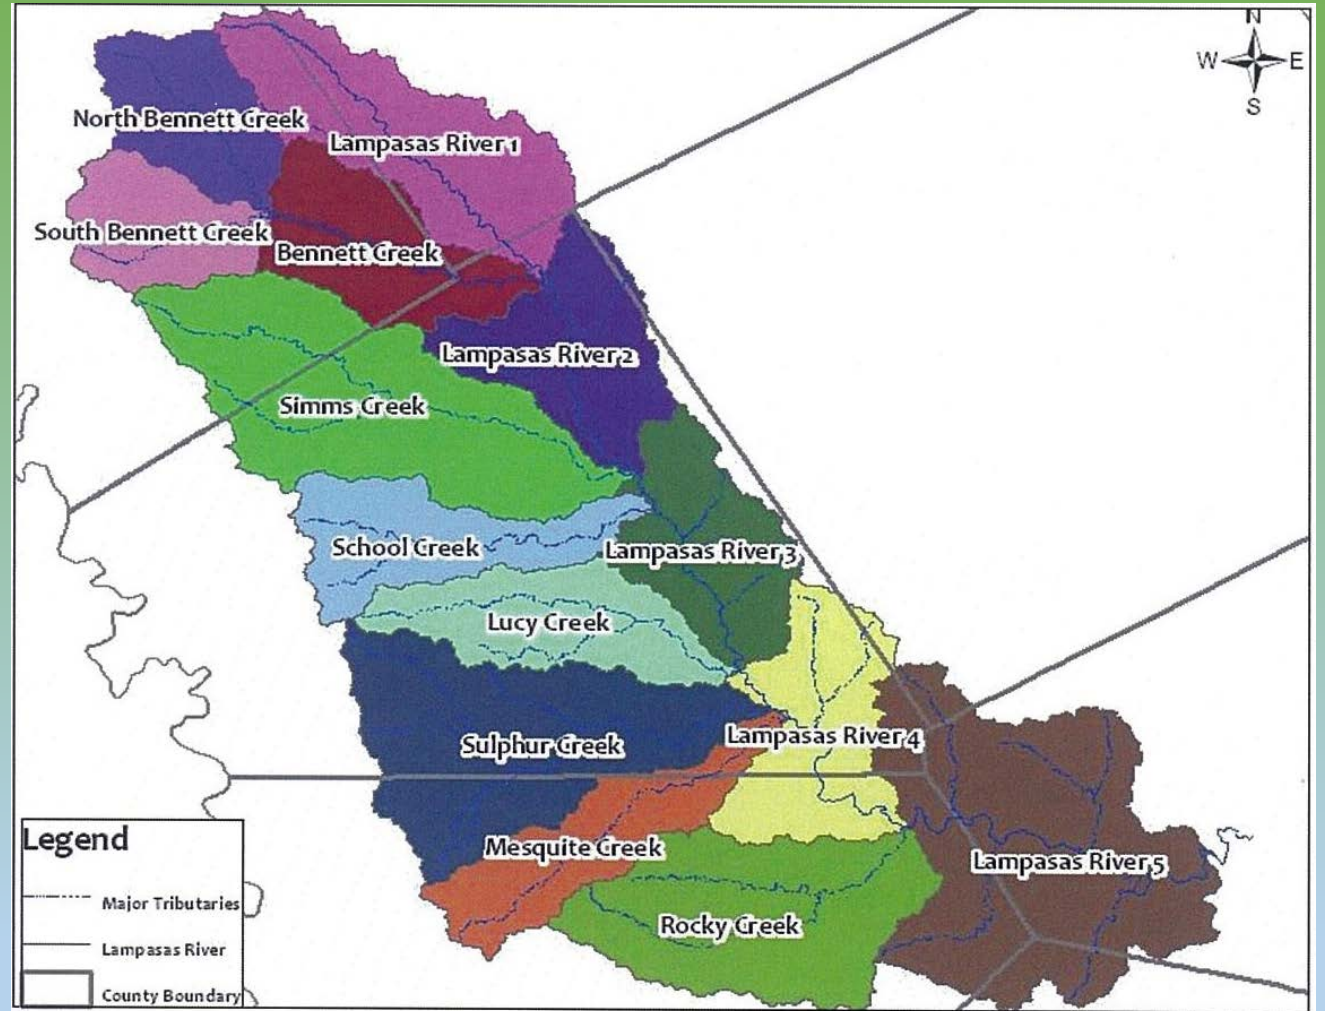 N
W E
S
North Bennett Creek
Lampasas River 1
South Bennett Creek
Bennett Creek
Lampasas River 2
Simms Creek
School Creek
Lampasas River 3
Lucy Creek
Sulphur Creek
Lampasas River 4
Mesquite Creek
Lampasas River 5
Rocky Creek
Legend
Major Tributaries
Lampasas River
County Boundary